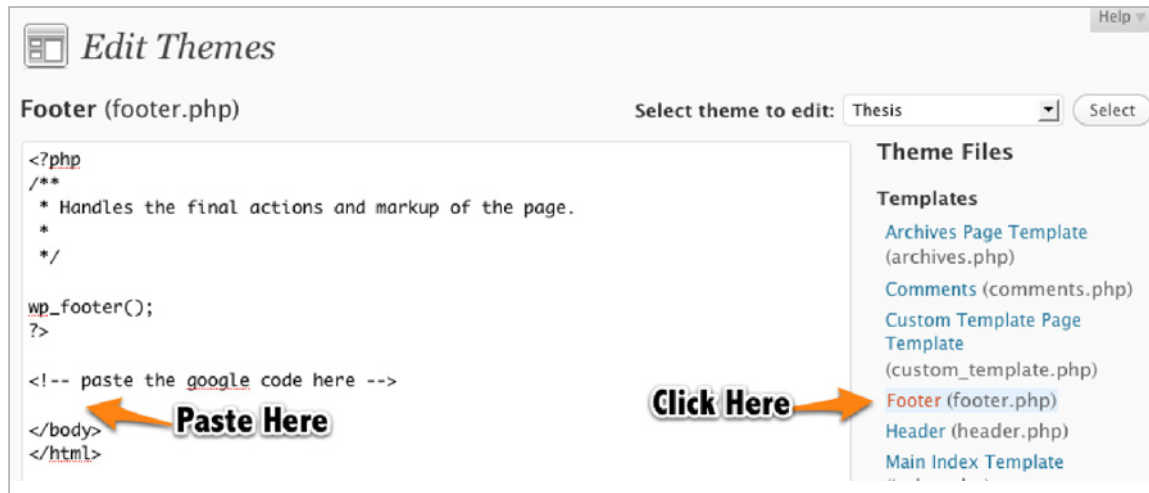 Help
Edit Themes
Footer (footer.php)
Select theme to edit: Thesis Select
<?php
/**
 * Handles the final actions and markup of the page.
 *
 */
wp_footer();
?>
<!-- paste the google code here -->
Paste Here
</body>
</html>
Theme Files
Templates
Archives Page Template
(archives.php)
Comments (comments.php)
Custom Template Page
Template
(custom_template.php)
Click Here
Footer (footer.php)
Header (header.php)
Main Index Template